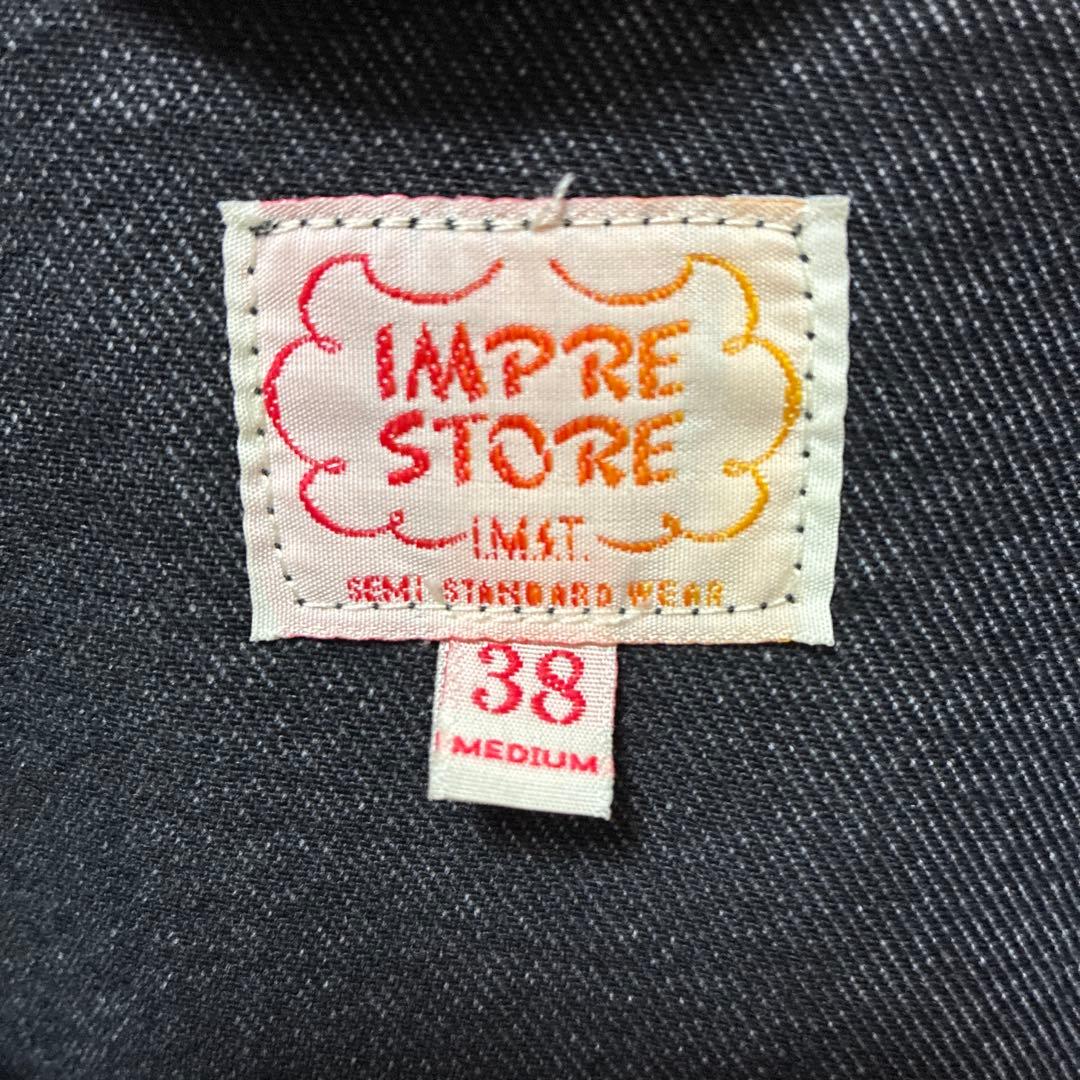 IMPRE
STORE
I.M.S.T.
SEMI STANDARD WEAR
38
MEDIUM